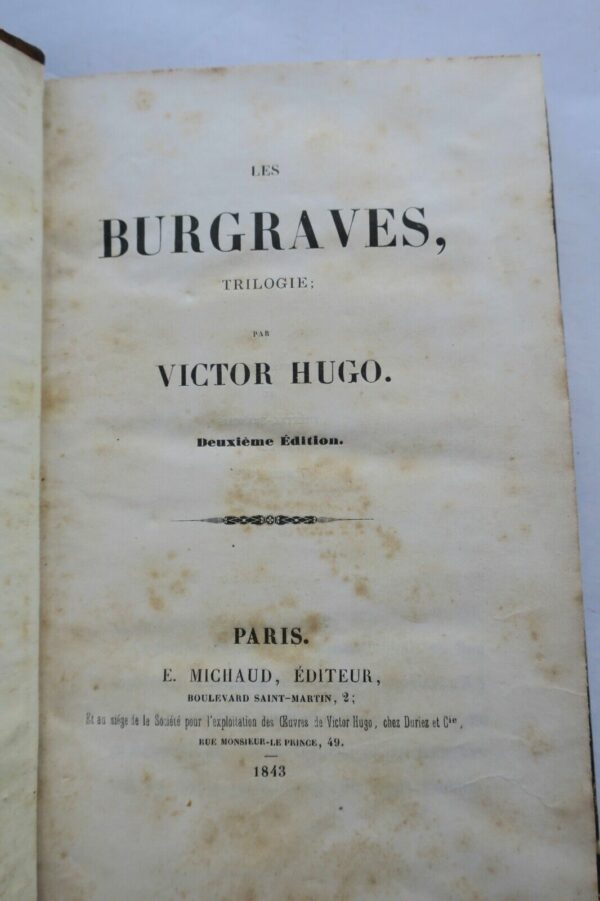 LES
BURGRAVES,
TRILOGIE;
PAR
VICTOR HUGO.
Deuxième Édition.
PARIS.
E. MICHAUD, ÉDITEUR,
BOULEVARD SAINT-MARTIN, 2;
Et au siége de la Société pour l'exploitation des Œuvres de Victor Hugo, chez Duriez et Cie,
RUE MONSIEUR-LE PRINCE, 49.
1843